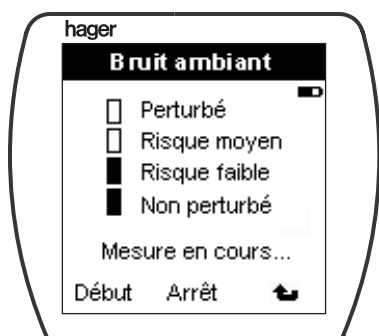 hager
Bruit ambiant
Perturbé
Risque moyen
Risque faible
Non perturbé
Mesure en cours...
Début Arrêt